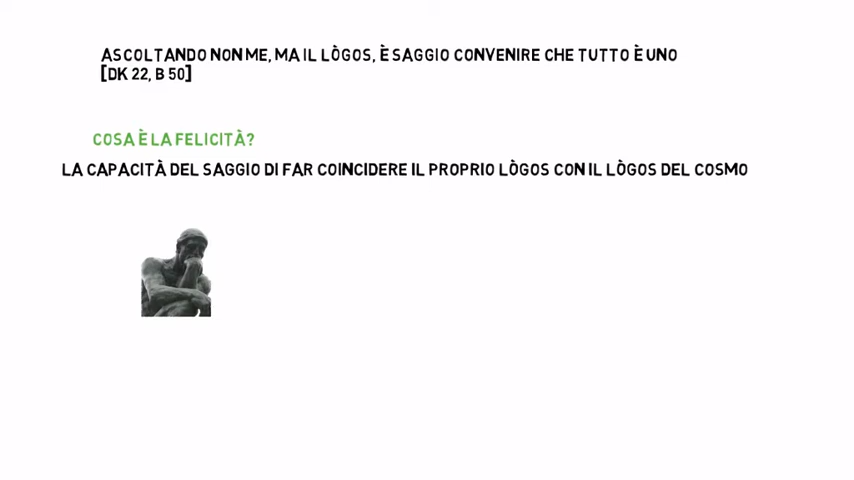 ASCOLTANDO NON ME, MA IL LÒGOS, È SAGGIO CONVENIRE CHE TUTTO È UNO
[DK 22, B 50]
COSA È LA FELICITÀ?
LA CAPACITÀ DEL SAGGIO DI FAR COINCIDERE IL PROPRIO LÒGOS CON IL LÒGOS DEL COSMO